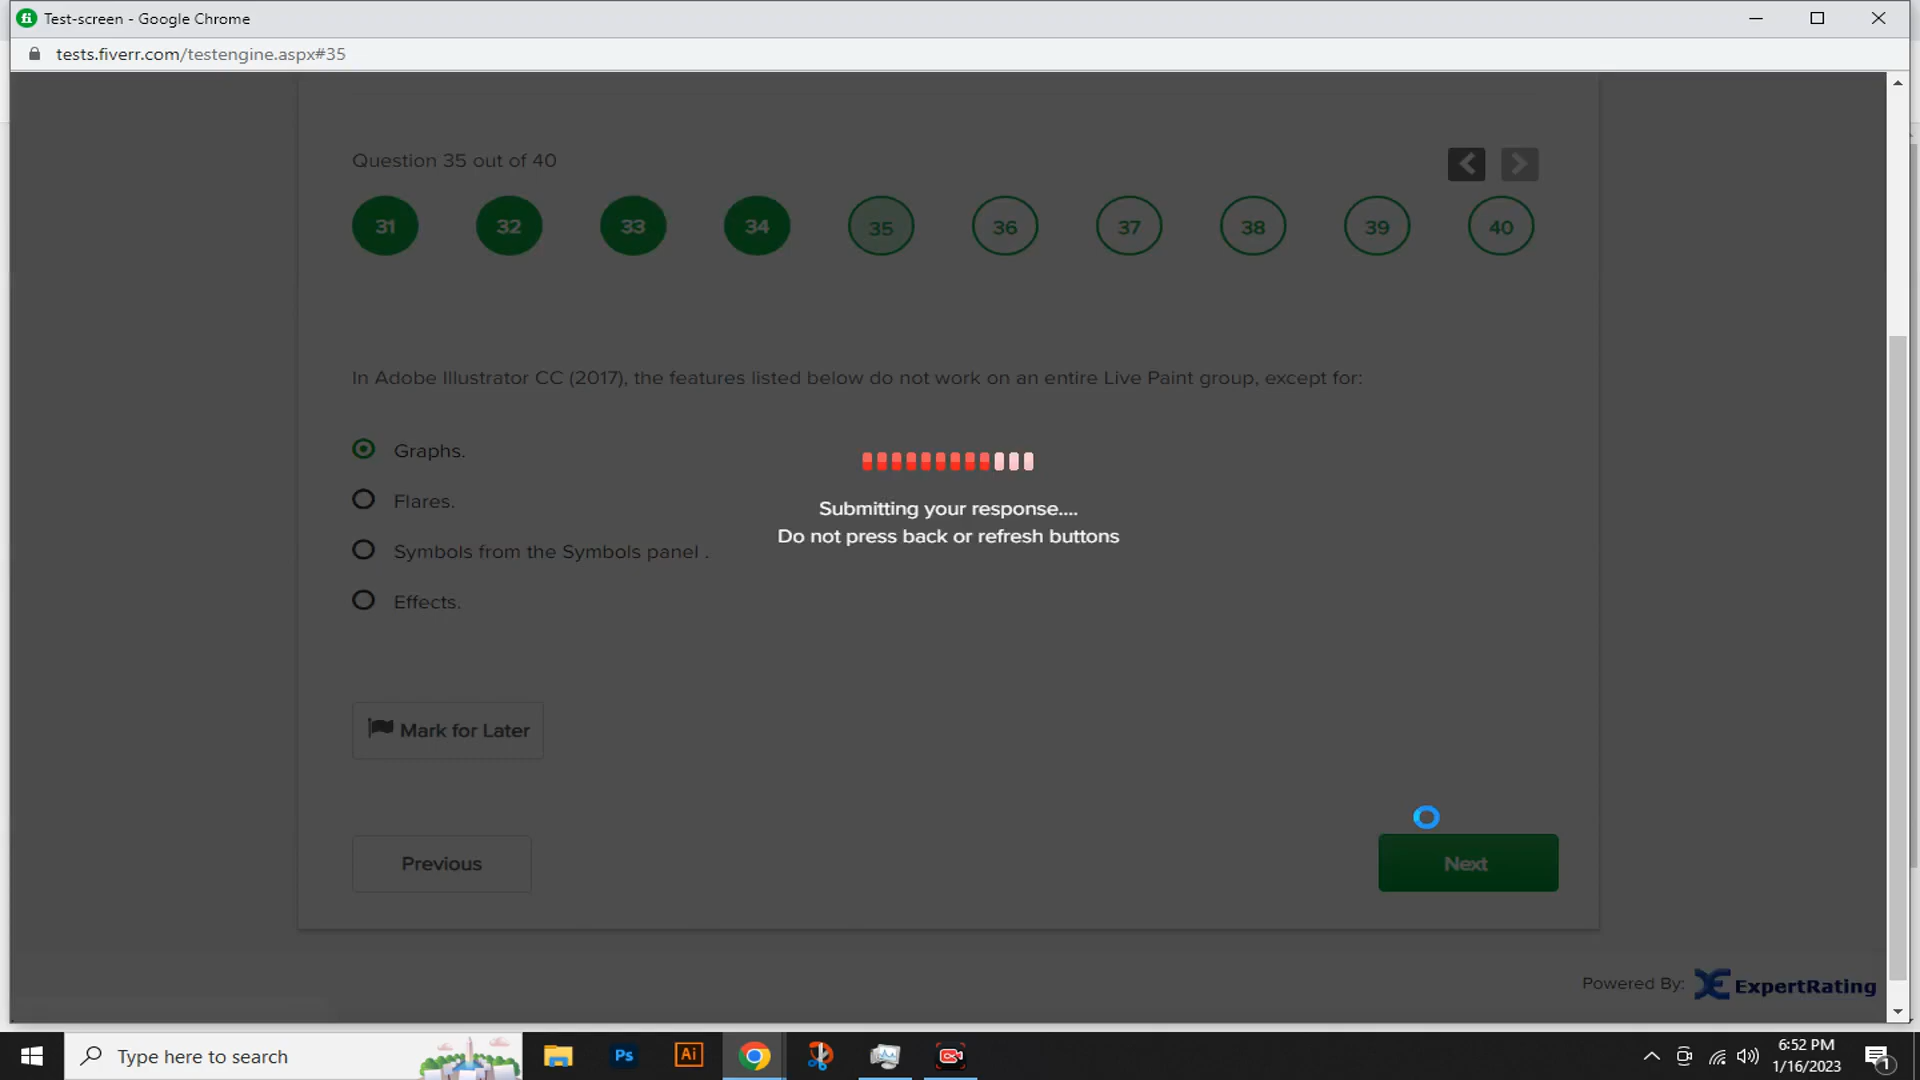 fi Test-screen - Google Chrome
tests.fiverr.com/testengine.aspx#35
Question 35 out of 40
31 32 33 34 35 36 37 38 39 40
In Adobe Illustrator CC (2017), the features listed below do not work on an entire Live Paint group, except for:
Graphs.
Flares.
Symbols from the Symbols panel .
Effects.
Submitting your response....
Do not press back or refresh buttons
Mark for Later
Previous
Next
Powered By: ExpertRating
Type here to search
Ps
Ai
6:52 PM
1/16/2023
1